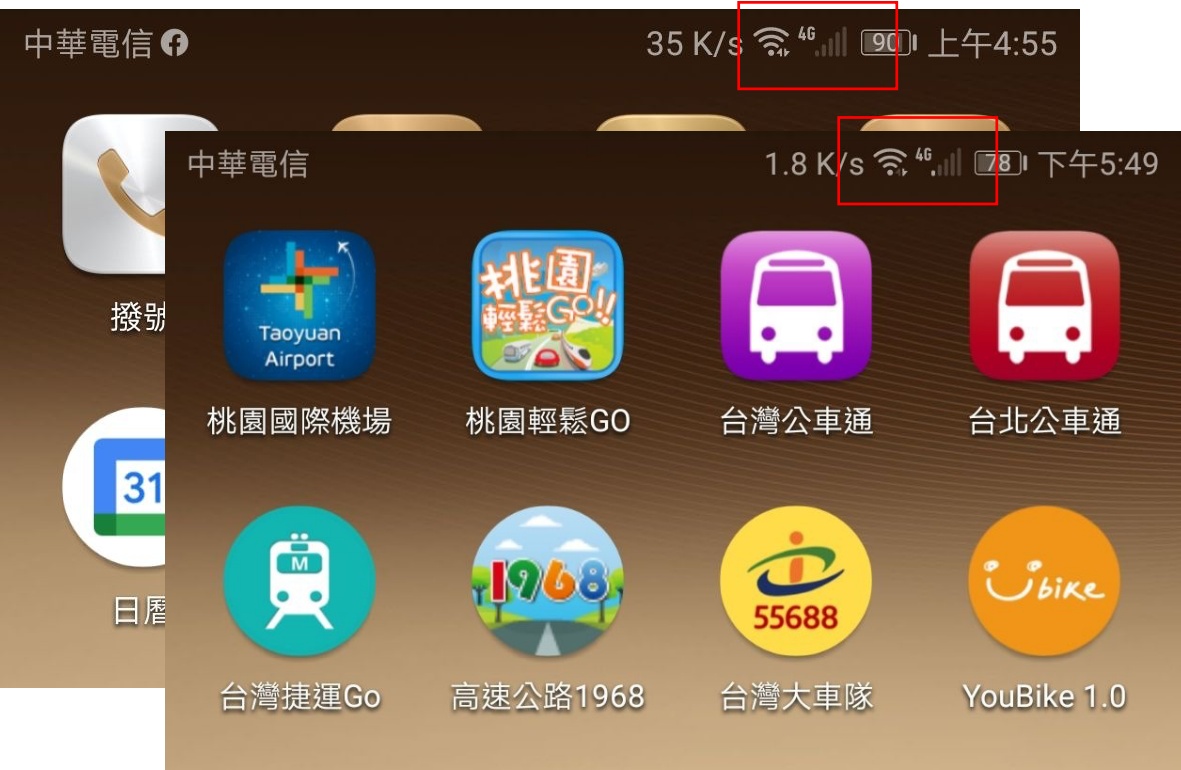 中華電信
35 K/s 4G 90 上午4:55
撥號
31
日曆
中華電信
1.8 K/s 4G 78 下午5:49
Taoyuan
Airport
桃園
輕鬆GO!!
桃園國際機場
桃園輕鬆GO
台灣公車通
台北公車通
M
1968
55688
Ubike
台灣捷運Go
高速公路1968
台灣大車隊
YouBike 1.0